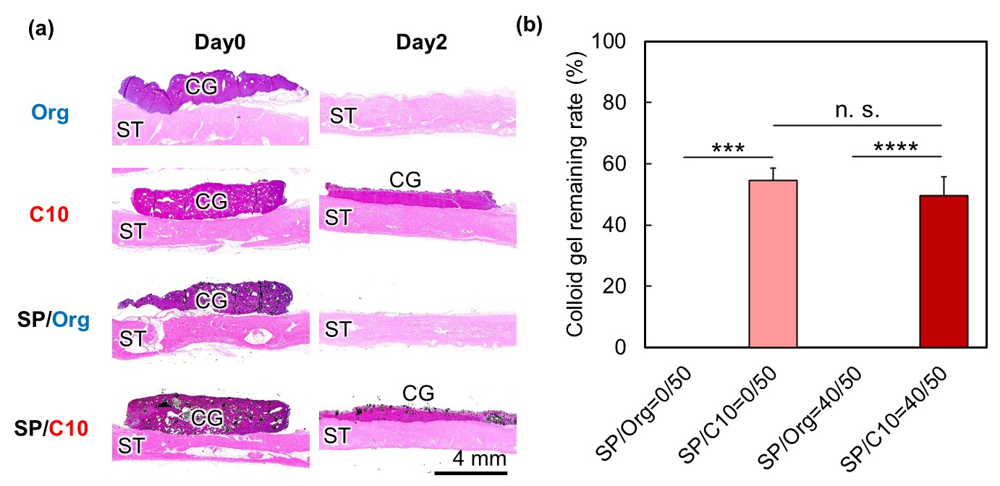 (a)
Day0 Day2
Org
CG
ST
ST
C10
CG
ST
CG
ST
SP/Org
CG
ST
ST
SP/C10
CG
ST
CG
ST
4 mm
(b)
Colloid gel remaining rate (%)
100
80
60
40
20
0
n. s.
***
****
SP/Org=0/50
SP/C10=0/50
SP/Org=40/50
SP/C10=40/50